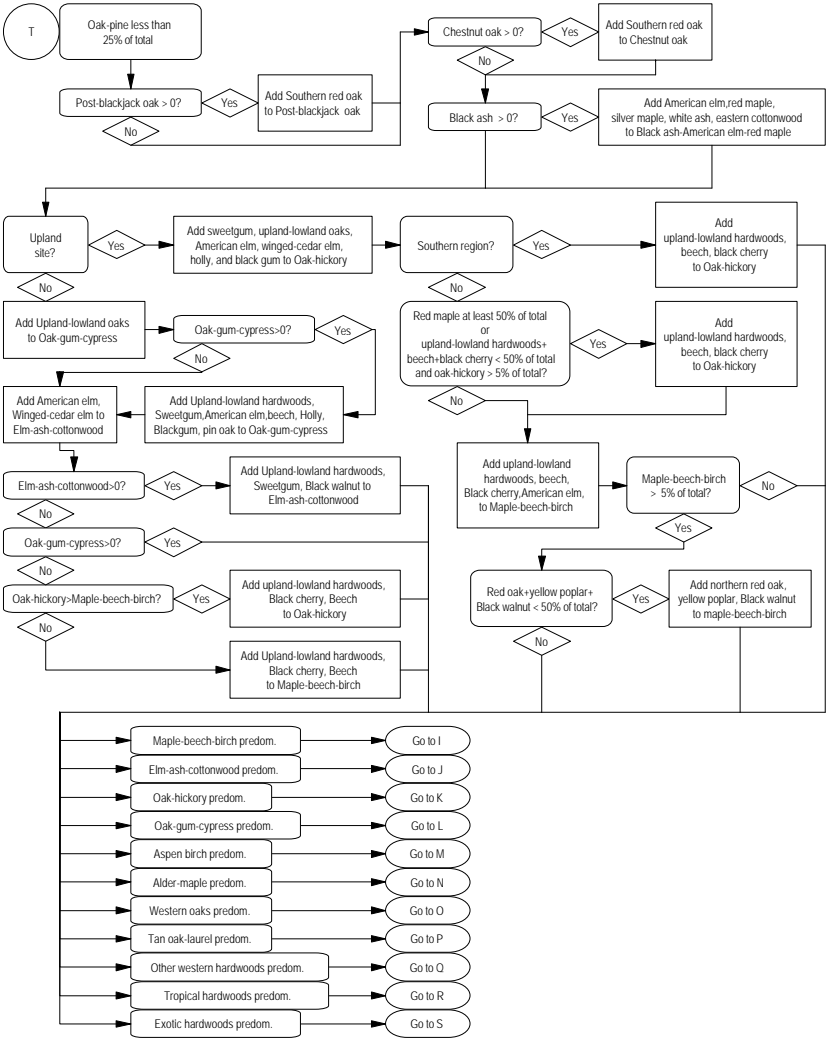 T
Oak-pine less than
25% of total
Post-blackjack oak > 0?
Yes
Add Southern red oak
to Post-blackjack oak
No
Chestnut oak > 0?
Yes
Add Southern red oak
to Chestnut oak
No
Black ash > 0?
Yes
Add American elm,red maple,
silver maple, white ash, eastern cottonwood
to Black ash-American elm-red maple
Upland
site?
Yes
Add sweetgum, upland-lowland oaks,
American elm, winged-cedar elm,
holly, and black gum to Oak-hickory
Southern region?
Yes
Add
upland-lowland hardwoods,
beech, black cherry
to Oak-hickory
No
No
Add Upland-lowland oaks
to Oak-gum-cypress
Oak-gum-cypress>0?
Yes
No
Red maple at least 50% of total
or
upland-lowland hardwoods+
beech+black cherry < 50% of total
and oak-hickory > 5% of total?
Yes
Add
upland-lowland hardwoods,
beech, black cherry
to Oak-hickory
No
Add American elm,
Winged-cedar elm to
Elm-ash-cottonwood
Add Upland-lowland hardwoods,
Sweetgum,American elm,beech, Holly,
Blackgum, pin oak to Oak-gum-cypress
Elm-ash-cottonwood>0?
Yes
Add Upland-lowland hardwoods,
Sweetgum, Black walnut to
Elm-ash-cottonwood
No
Add upland-lowland
hardwoods, beech,
Black cherry,American elm,
to Maple-beech-birch
Maple-beech-birch
> 5% of total?
No
Yes
Oak-gum-cypress>0?
Yes
No
Oak-hickory>Maple-beech-birch?
Yes
Add upland-lowland hardwoods,
Black cherry, Beech
to Oak-hickory
No
Add Upland-lowland hardwoods,
Black cherry, Beech
to Maple-beech-birch
Red oak+yellow poplar+
Black walnut < 50% of total?
Yes
Add northern red oak,
yellow poplar, Black walnut
to maple-beech-birch
No
Maple-beech-birch predom.
Go to I
Elm-ash-cottonwood predom.
Go to J
Oak-hickory predom.
Go to K
Oak-gum-cypress predom.
Go to L
Aspen birch predom.
Go to M
Alder-maple predom.
Go to N
Western oaks predom.
Go to O
Tan oak-laurel predom.
Go to P
Other western hardwoods predom.
Go to Q
Tropical hardwoods predom.
Go to R
Exotic hardwoods predom.
Go to S